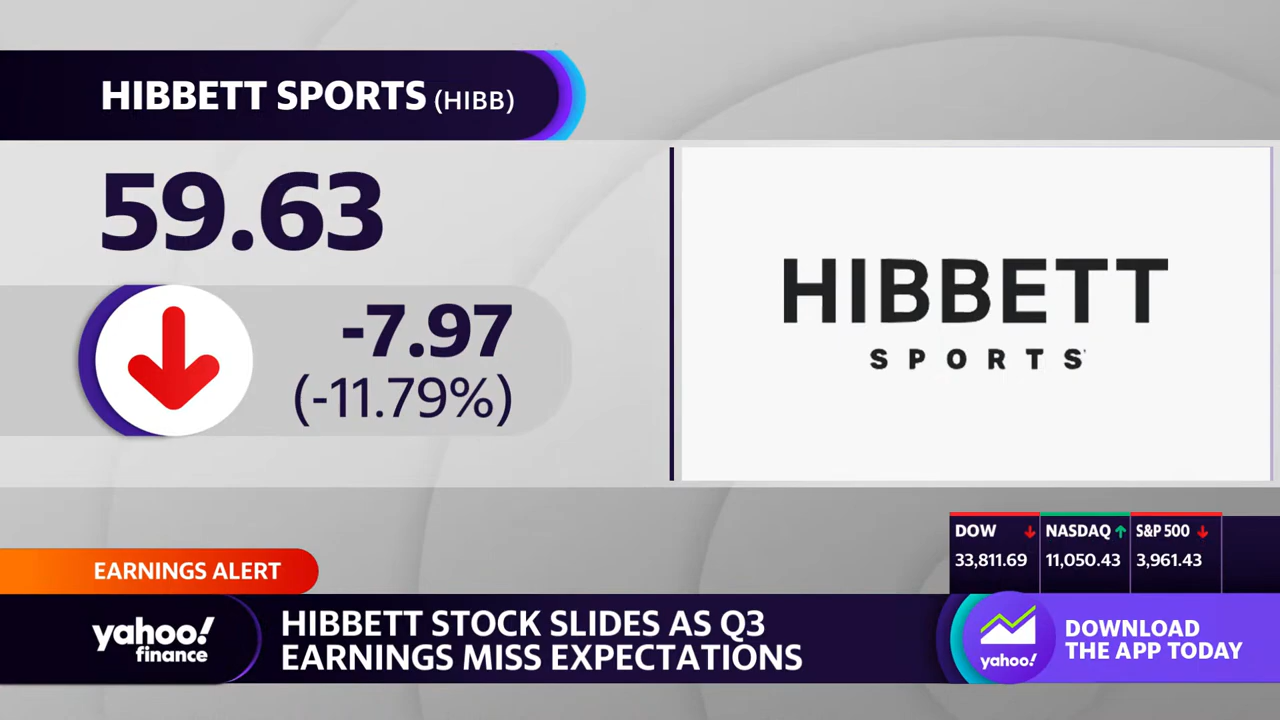 HIBBETT SPORTS (HIBB)
59.63
-7.97
(-11.79%)
HIBBETT
SPORTS
DOW
33,811.69
NASDAQ
11,050.43
S&P 500
3,961.43
EARNINGS ALERT
yahoo!
finance
HIBBETT STOCK SLIDES AS Q3
EARNINGS MISS EXPECTATIONS
yahoo!
DOWNLOAD
THE APP TODAY